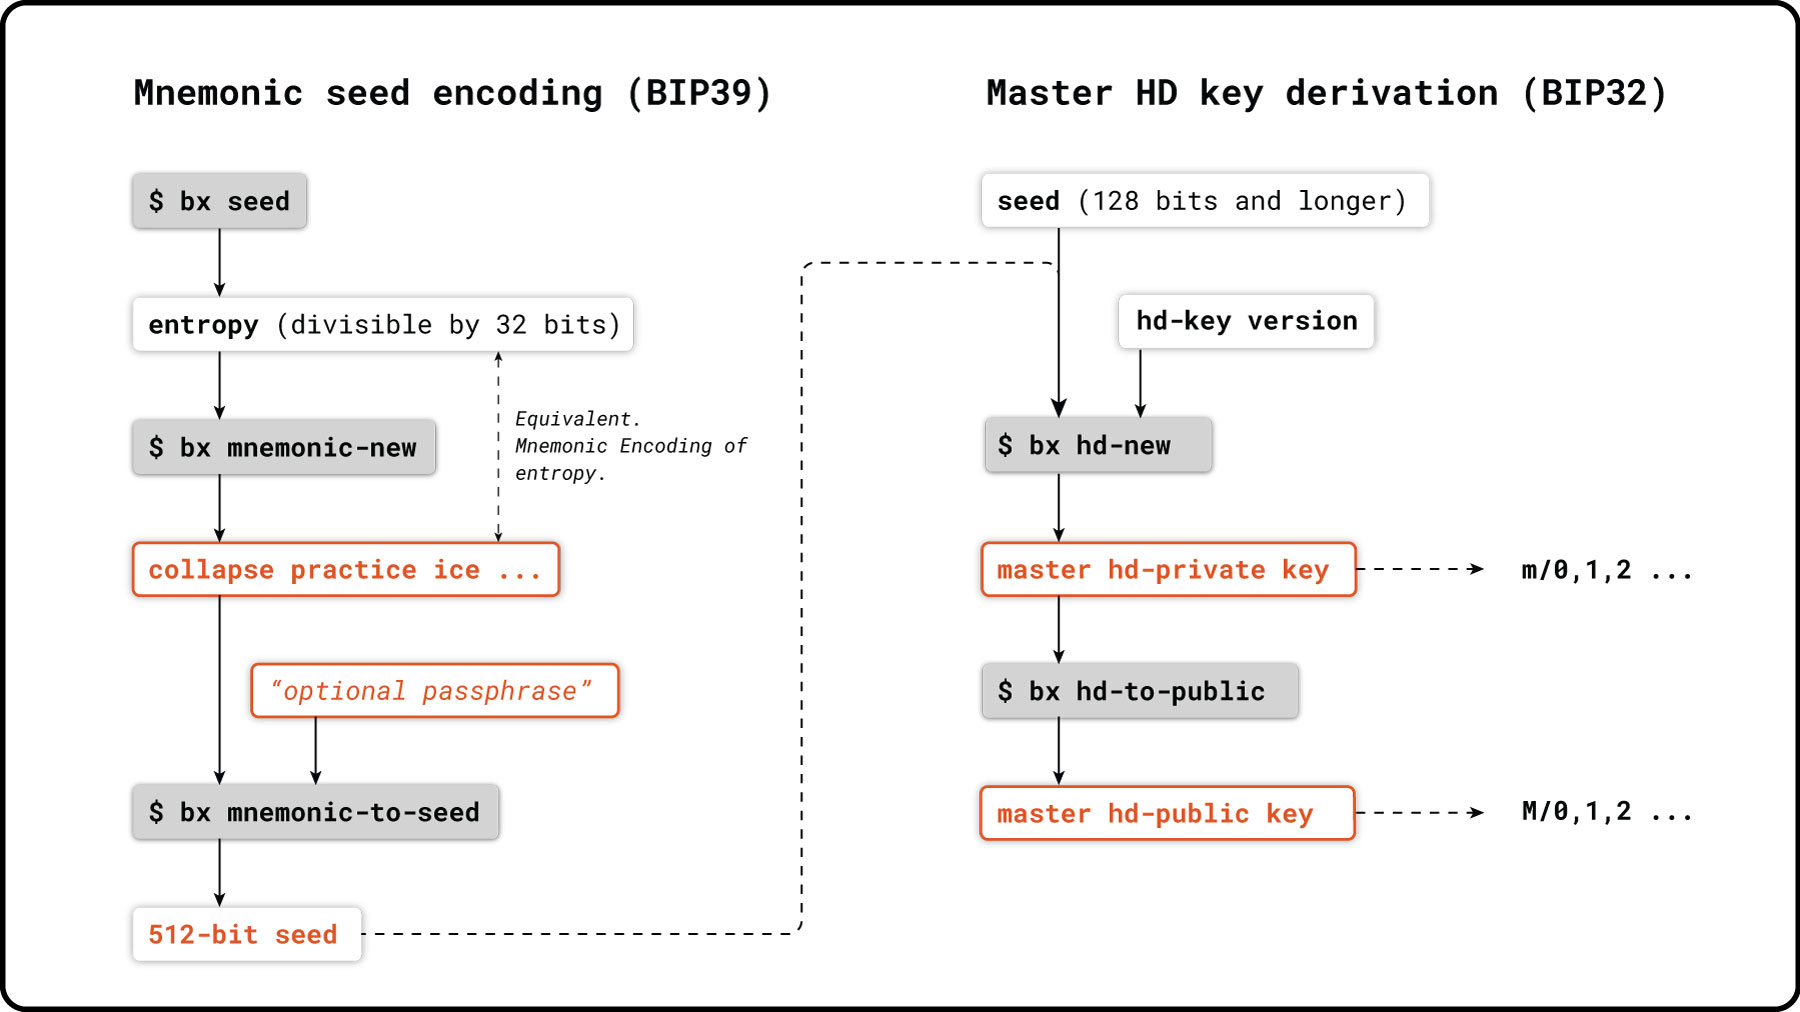 Mnemonic seed encoding (BIP39)
$ bx seed
entropy (divisible by 32 bits)
$ bx mnemonic-new
Equivalent.
Mnemonic Encoding of
entropy.
collapse practice ice ...
“optional passphrase”
$ bx mnemonic-to-seed
512-bit seed
Master HD key derivation (BIP32)
seed (128 bits and longer)
hd-key version
$ bx hd-new
master hd-private key
m/0,1,2 ...
$ bx hd-to-public
master hd-public key
M/0,1,2 ...